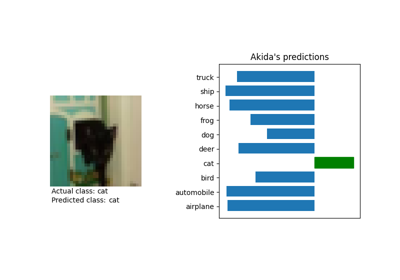 Akida's predictions
truck
ship
horse
frog
dog
deer
cat
bird
automobile
airplane
Actual class: cat
Predicted class: cat